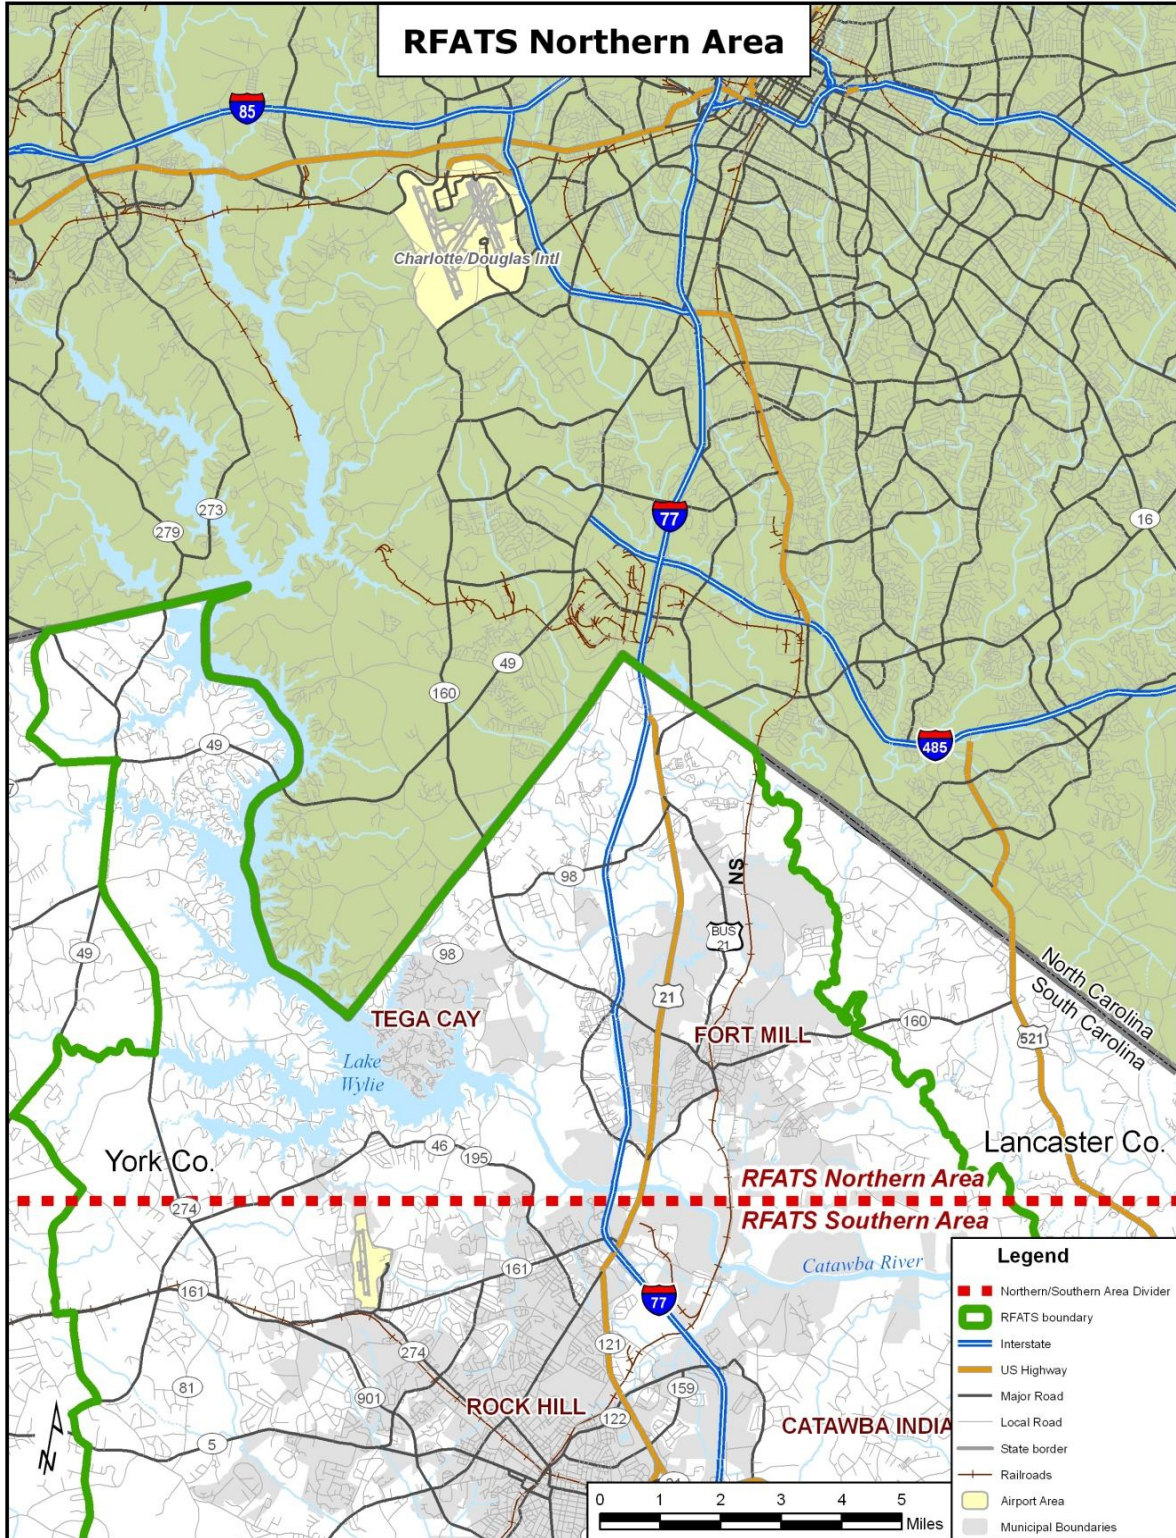 RFATS Northern Area
85
Charlotte/Douglas Intl
77
16
273
279
49
160
49
485
98
NS
BUS
21
49
98
21
North Carolina
South Carolina
TEGA CAY
FORT MILL
160
521
Lake
Wylie
46
195
York Co.
Lancaster Co.
RFATS Northern Area
274
RFATS Southern Area
161
Catawba River
161
77
274
121
81
901
159
ROCK HILL
122
CATAWBA INDIA
5
N
0 1 2 3 4 5
Miles
Legend
Northern/Southern Area Divider
RFATS boundary
Interstate
US Highway
Major Road
Local Road
State border
Railroads
Airport Area
Municipal Boundaries